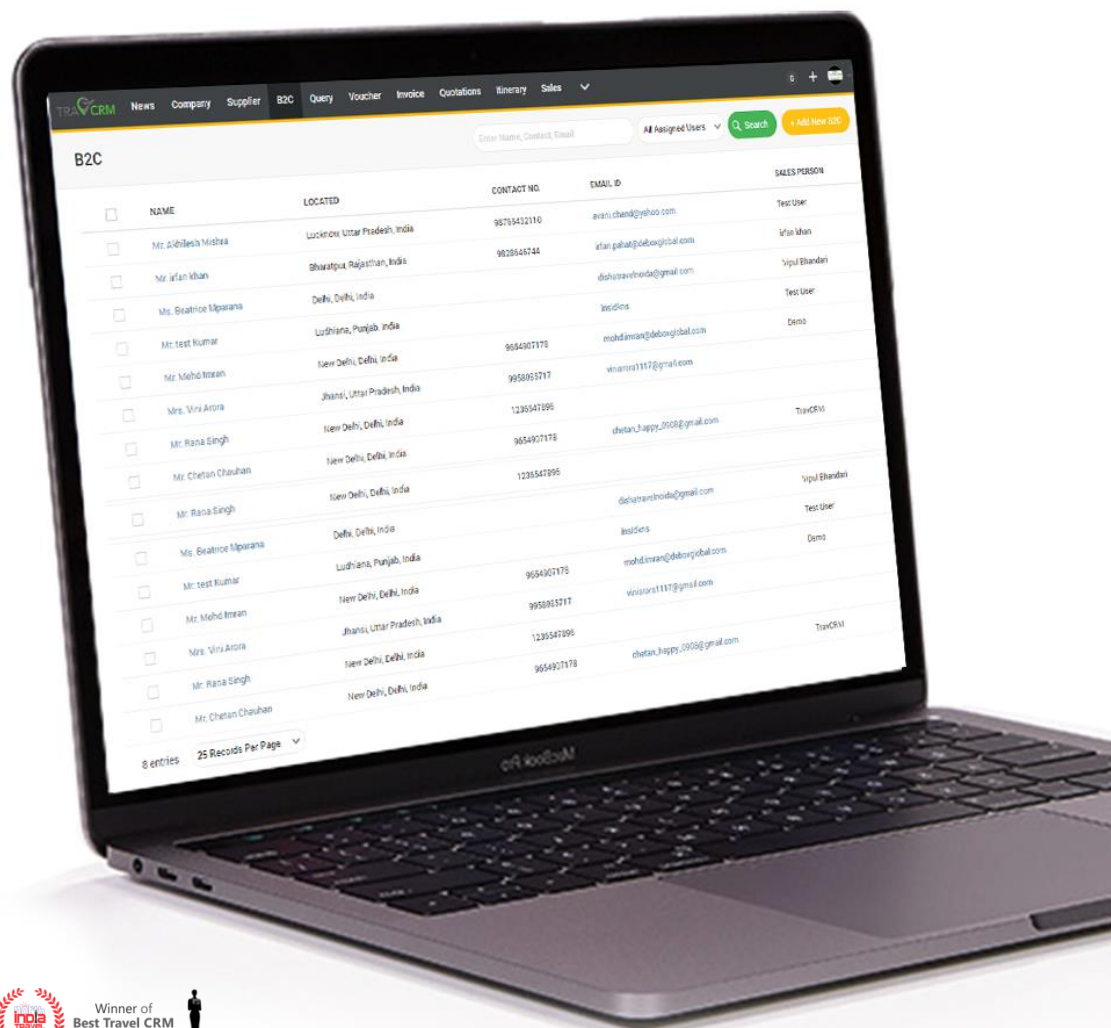 TRAVCRM News Company Supplier B2C Query Voucher Invoice Quotations Itinerary Sales
B2C Enter Name, Contact, Email All Assigned Users Search + Add New B2C
NAME LOCATED CONTACT NO. EMAIL ID SALES PERSON
Mr. Akhilesh Mishra Lucknow, Uttar Pradesh, India 98765432110 avani.chand@yahoo.com Test User
Mr. irfan khan Bharatpur, Rajasthan, India 9828646744 irfan.pahat@deboxglobal.com irfan khan
Ms. Beatrice Mparana Delhi, Delhi, India dishatravelnoida@gmail.com Vipul Bhandari
Mr. test Kumar Ludhiana, Punjab, India Test User
Mr. Mohd Imran New Delhi, Delhi, India 9654907178 mohd.imran@deboxglobal.com Demo
Mrs. Vini Arora Jhansi, Uttar Pradesh, India 9958095717 viniarora1117@gmail.com
Mr. Rana Singh New Delhi, Delhi, India 1236547896
Mr. Chetan Chauhan New Delhi, Delhi, India 9654907178 chetan_happy_0908@gmail.com TravCRM
Mr. Rana Singh New Delhi, Delhi, India 1236547896
Ms. Beatrice Mparana Delhi, Delhi, India dishatravelnoida@gmail.com Vipul Bhandari
Mr. test Kumar Ludhiana, Punjab, India Test User
Mr. Mohd Imran New Delhi, Delhi, India 9654907178 mohd.imran@deboxglobal.com Demo
Mrs. Vini Arora Jhansi, Uttar Pradesh, India 9958095717 viniarora1117@gmail.com
Mr. Rana Singh New Delhi, Delhi, India 1236547896
Mr. Chetan Chauhan New Delhi, Delhi, India 9654907178 chetan_happy_0908@gmail.com TravCRM
8 entries 25 Records Per Page
MacBook Pro
india
Winner of
Best Travel CRM